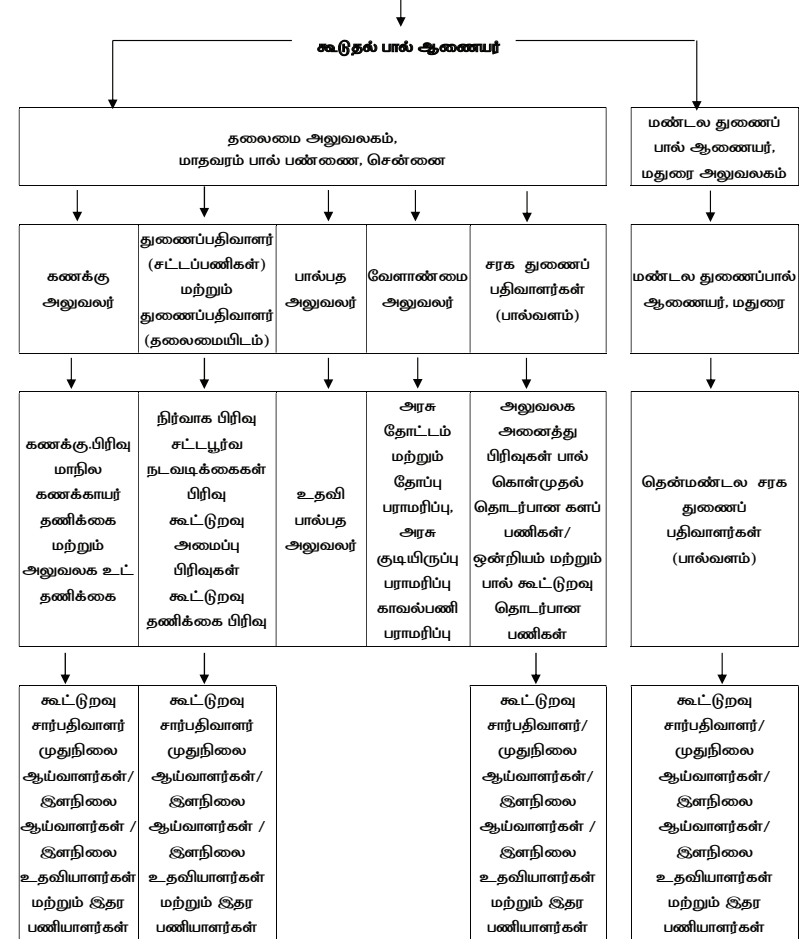 கூடுதல் பால் ஆணையர்
தலைமை அலுவலகம்,
மாதவரம் பால் பண்ணை, சென்னை
மண்டல துணைப்
பால் ஆணையர்,
மதுரை அலுவலகம்
கணக்கு
அலுவலர்
துணைப்பதிவாளர்
(சட்டப்பணிகள்)
மற்றும்
துணைப்பதிவாளர்
(தலைமையிடம்)
பால்பத
அலுவலர்
வேளாண்மை
அலுவலர்
சரக துணைப்
பதிவாளர்கள்
(பால்வளம்)
மண்டல துணைப்பால்
ஆணையர், மதுரை
கணக்கு.பிரிவு
மாநில
கணக்காயர்
தணிக்கை
மற்றும்
அலுவலக உட்
தணிக்கை
நிர்வாக பிரிவு
சட்டபூர்வ
நடவடிக்கைகள்
பிரிவு
கூட்டுறவு
அமைப்பு
பிரிவுகள்
கூட்டுறவு
தணிக்கை பிரிவு
உதவி
பால்பத
அலுவலர்
அரசு
தோட்டம்
மற்றும்
தோப்பு
பராமரிப்பு,
அரசு
குடியிருப்பு
பராமரிப்பு
காவல்பணி
பராமரிப்பு
அலுவலக
அனைத்து
பிரிவுகள் பால்
கொள்முதல்
தொடர்பான களப்
பணிகள்/
ஒன்றியம் மற்றும்
பால் கூட்டுறவு
தொடர்பான
பணிகள்
தென்மண்டல சரக
துணைப்
பதிவாளர்கள்
(பால்வளம்)
கூட்டுறவு
சார்பதிவாளர்
முதுநிலை
ஆய்வாளர்கள்/
இளநிலை
ஆய்வாளர்கள் /
இளநிலை
உதவியாளர்கள்
மற்றும் இதர
பணியாளர்கள்
கூட்டுறவு
சார்பதிவாளர்
முதுநிலை
ஆய்வாளர்கள்/
இளநிலை
ஆய்வாளர்கள் /
இளநிலை
உதவியாளர்கள்
மற்றும் இதர
பணியாளர்கள்
கூட்டுறவு
சார்பதிவாளர்/
முதுநிலை
ஆய்வாளர்கள்/
இளநிலை
ஆய்வாளர்கள் /
இளநிலை
உதவியாளர்கள்
மற்றும் இதர
பணியாளர்கள்
கூட்டுறவு
சார்பதிவாளர்/
முதுநிலை
ஆய்வாளர்கள்/
இளநிலை
ஆய்வாளர்கள்/
இளநிலை
உதவியாளர்கள்
மற்றும் இதர
பணியாளர்கள்